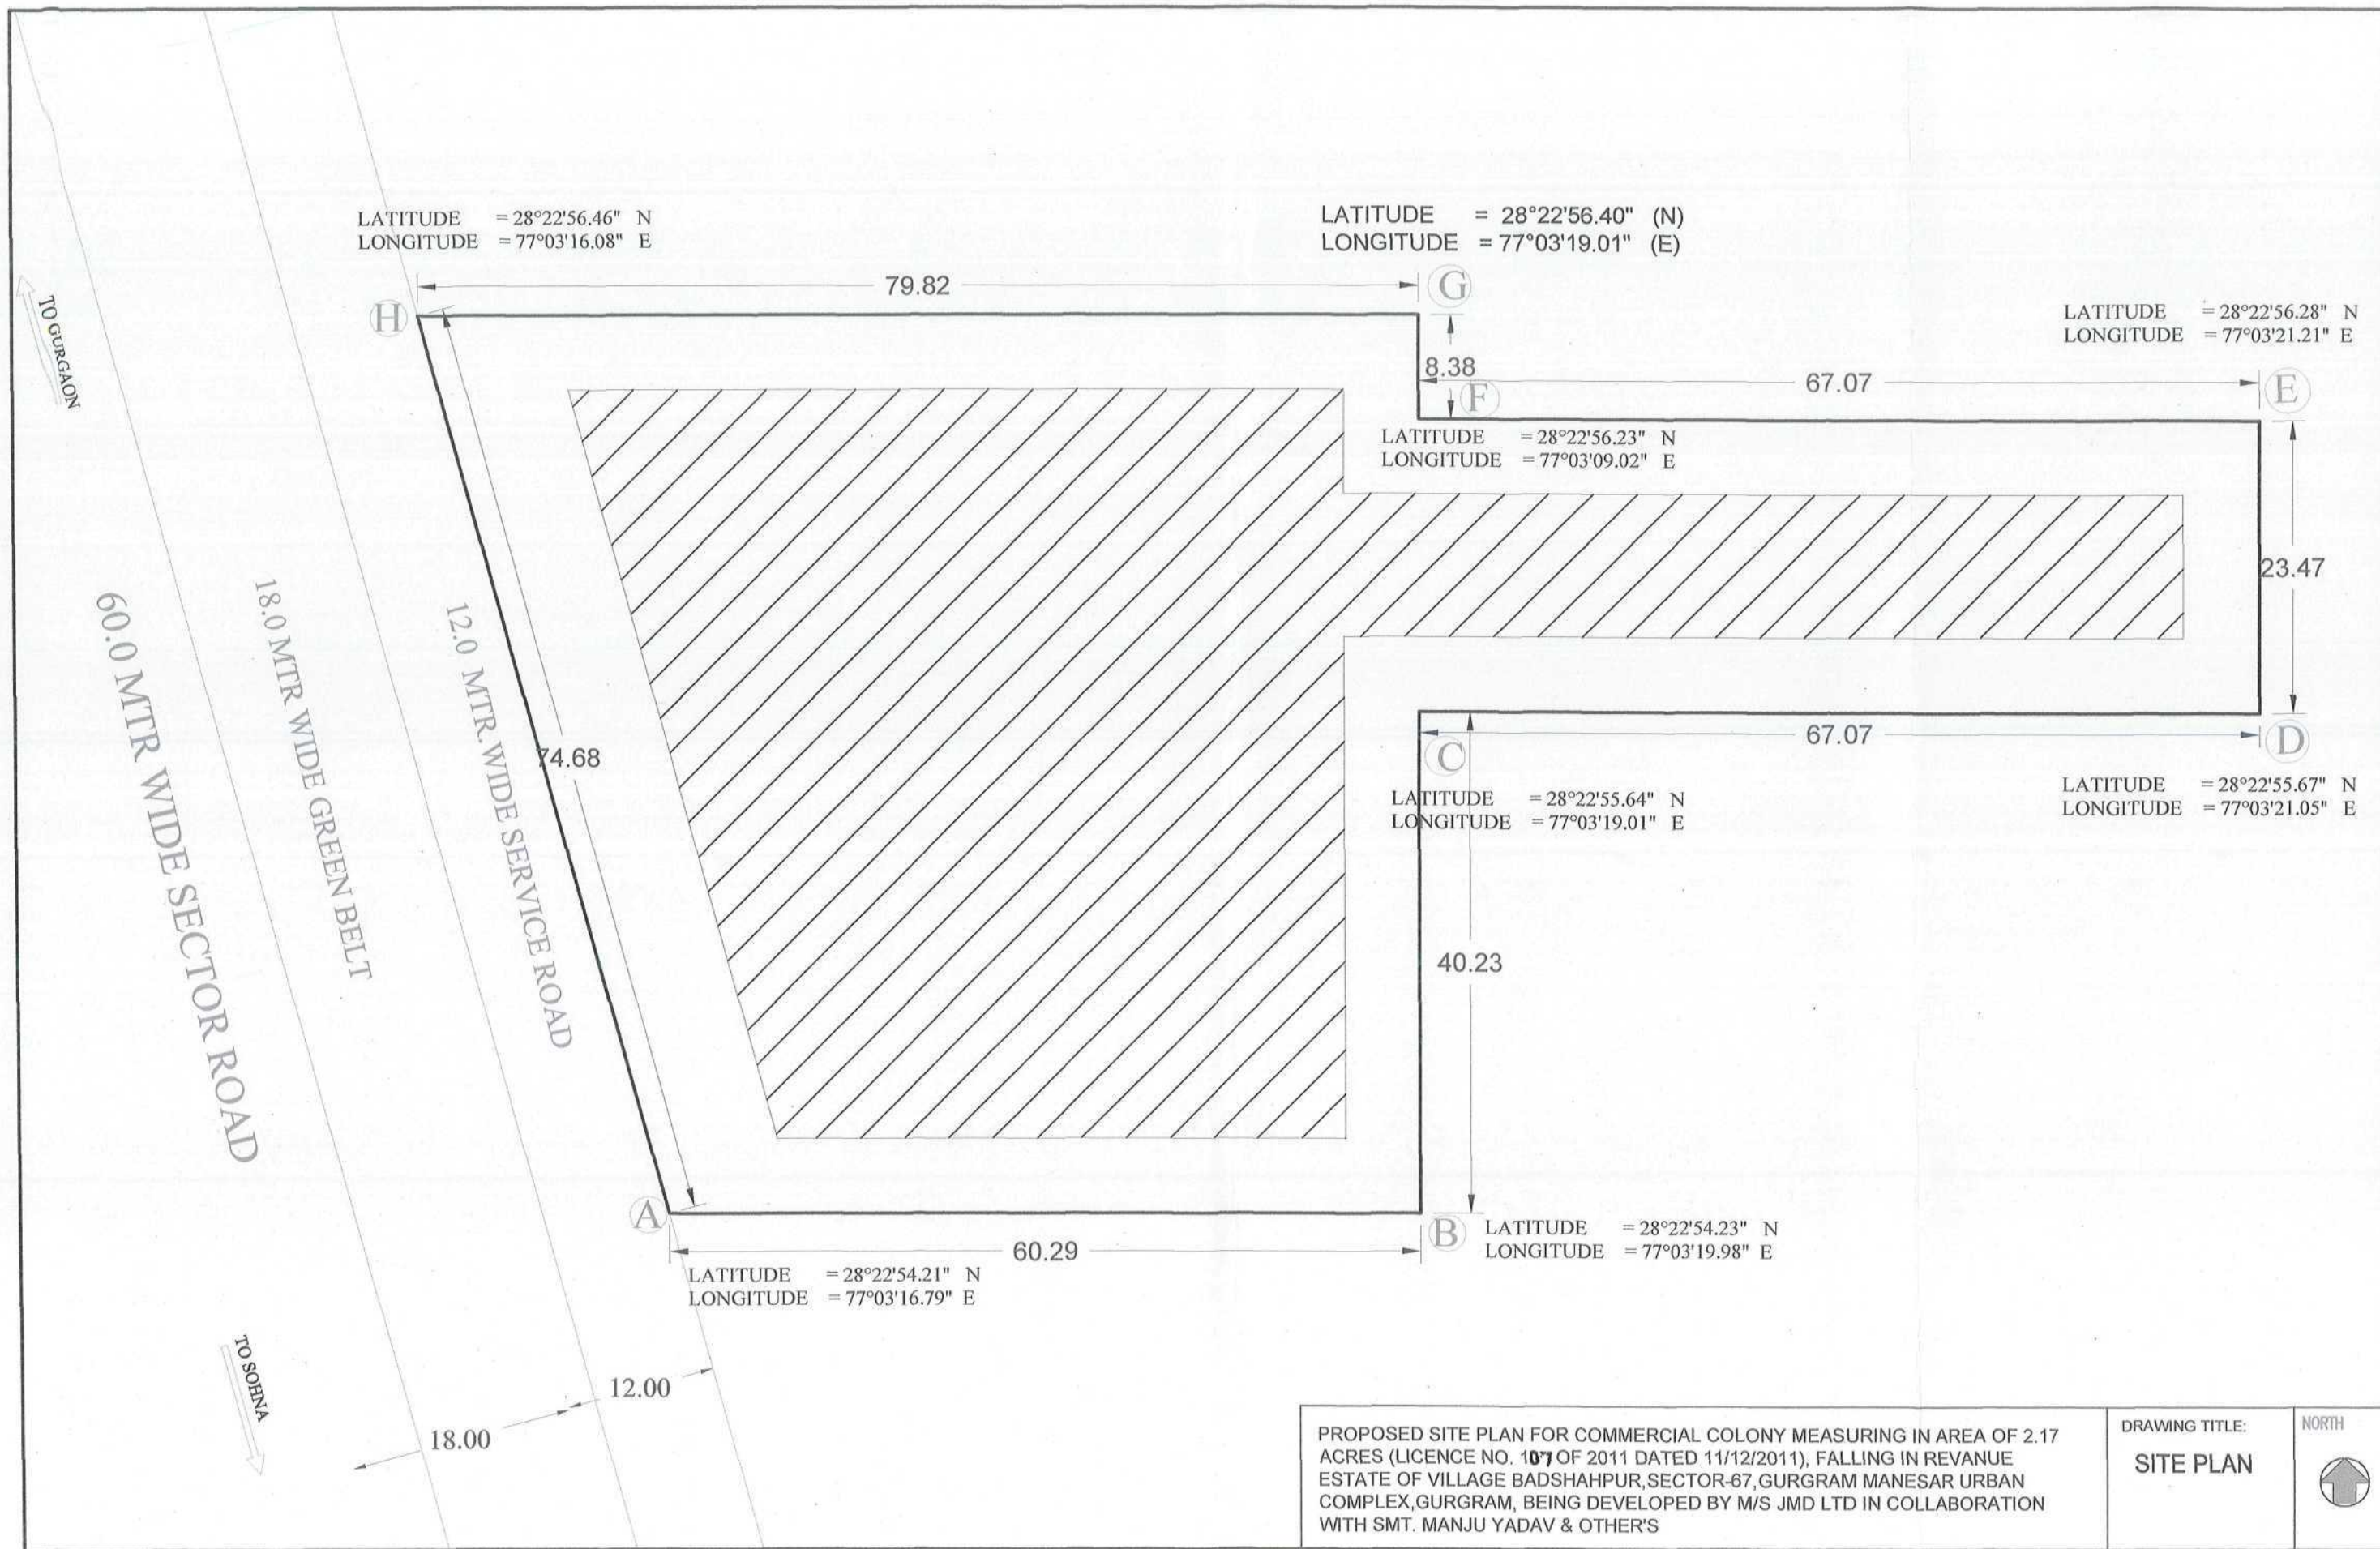 LATITUDE = 28°22'56.46" N
LONGITUDE = 77°03'16.08" E
LATITUDE = 28°22'56.40" (N)
LONGITUDE = 77°03'19.01" (E)
79.82
G
H
TO GURGAON
LATITUDE = 28°22'56.28" N
LONGITUDE = 77°03'21.21" E
8.38
67.07
E
F
LATITUDE = 28°22'56.23" N
LONGITUDE = 77°03'09.02" E
23.47
60.0 MTR WIDE SECTOR ROAD
18.0 MTR WIDE GREEN BELT
12.0 MTR.WIDE SERVICE ROAD
74.68
67.07
C
D
LATITUDE = 28°22'55.64" N
LONGITUDE = 77°03'19.01" E
LATITUDE = 28°22'55.67" N
LONGITUDE = 77°03'21.05" E
40.23
A
B
LATITUDE = 28°22'54.23" N
LONGITUDE = 77°03'19.98" E
60.29
LATITUDE = 28°22'54.21" N
LONGITUDE = 77°03'16.79" E
TO SOHNA
12.00
18.00
PROPOSED SITE PLAN FOR COMMERCIAL COLONY MEASURING IN AREA OF 2.17
ACRES (LICENCE NO. 107 OF 2011 DATED 11/12/2011), FALLING IN REVANUE
ESTATE OF VILLAGE BADSHAHPUR,SECTOR-67,GURGRAM MANESAR URBAN
COMPLEX,GURGRAM, BEING DEVELOPED BY M/S JMD LTD IN COLLABORATION
WITH SMT. MANJU YADAV & OTHER'S
DRAWING TITLE:
SITE PLAN
NORTH